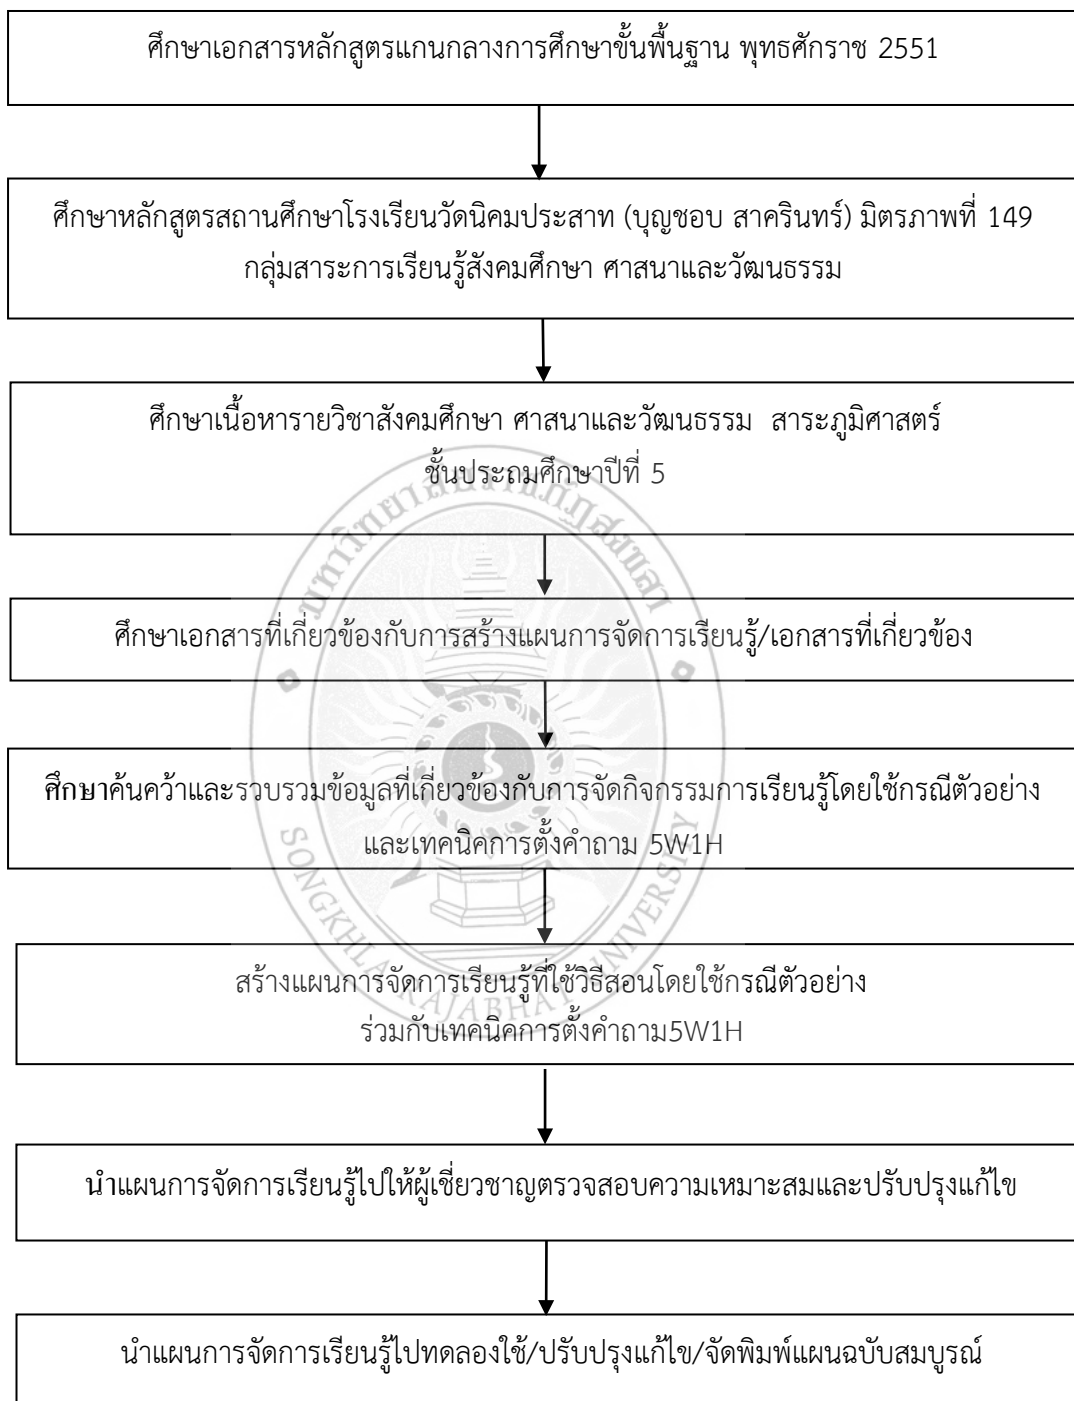 ศึกษาเอกสารหลักสูตรแกนกลางการศึกษาขั้นพื้นฐาน พุทธศักราช 2551
ศึกษาหลักสูตรสถานศึกษาโรงเรียนวัดนิคมประสาท (บุญชอบ สาครินทร์) มิตรภาพที่ 149
กลุ่มสาระการเรียนรู้สังคมศึกษา ศาสนาและวัฒนธรรม
ศึกษาเนื้อหารายวิชาสังคมศึกษา ศาสนาและวัฒนธรรม สาระภูมิศาสตร์
ชั้นประถมศึกษาปีที่ 5
มหาวิทยาลัยราชภัฏสงขลา
ศึกษาเอกสารที่เกี่ยวข้องกับการสร้างแผนการจัดการเรียนรู้/เอกสารที่เกี่ยวข้อง
ศึกษาค้นคว้าและรวบรวมข้อมูลที่เกี่ยวข้องกับการจัดกิจกรรมการเรียนรู้โดยใช้กรณีตัวอย่าง
และเทคนิคการตั้งคำถาม 5W1H
SONGKHLA RAJABHAT UNIVERSITY
สร้างแผนการจัดการเรียนรู้ที่ใช้วิธีสอนโดยใช้กรณีตัวอย่าง
ร่วมกับเทคนิคการตั้งคำถาม5W1H
นำแผนการจัดการเรียนรู้ไปให้ผู้เชี่ยวชาญตรวจสอบความเหมาะสมและปรับปรุงแก้ไข
นำแผนการจัดการเรียนรู้ไปทดลองใช้/ปรับปรุงแก้ไข/จัดพิมพ์แผนฉบับสมบูรณ์